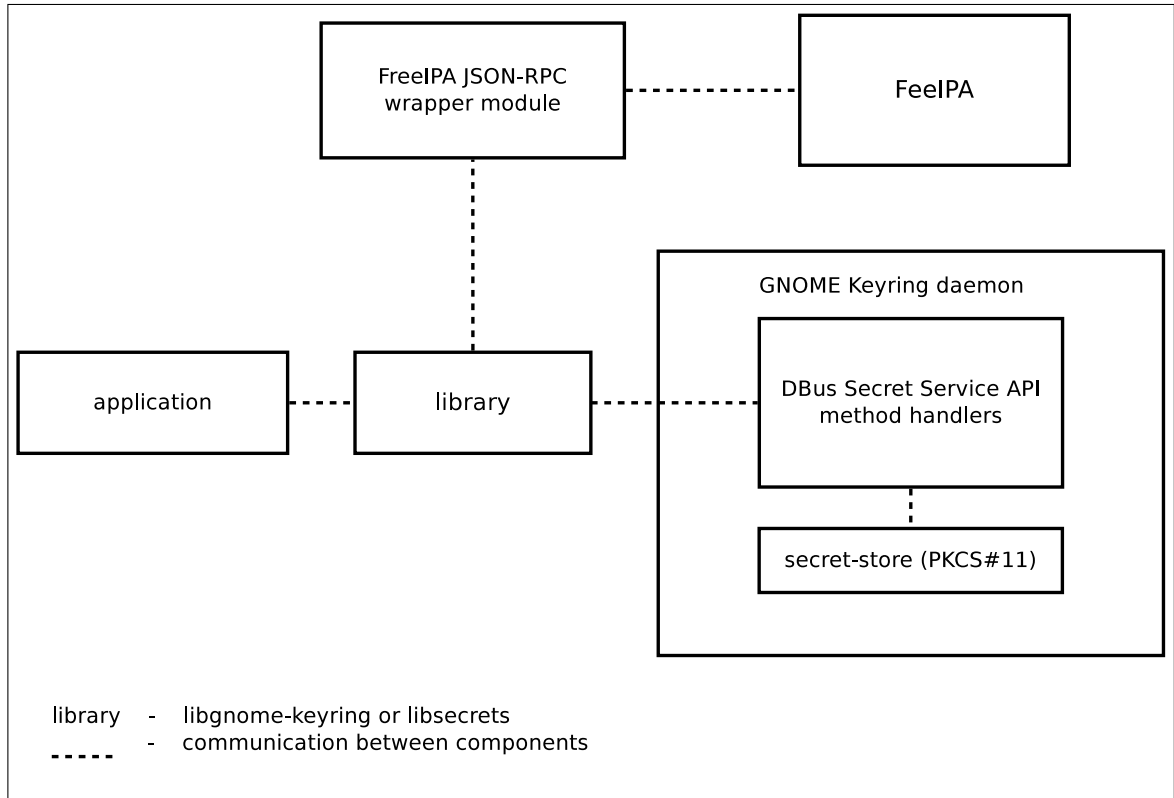 FreeIPA JSON-RPC
wrapper module
FeeIPA
GNOME Keyring daemon
application
library
DBus Secret Service API
method handlers
secret-store (PKCS#11)
library - libgnome-keyring or libsecrets
- communication between components